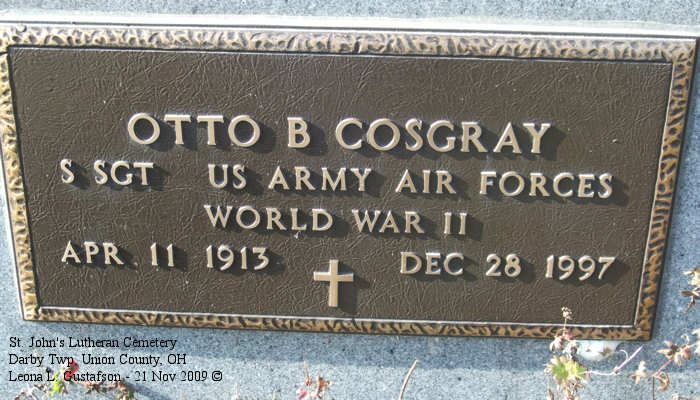 OTTO B COSGRAY
S SGT US ARMY AIR FORCES
WORLD WAR II
APR 11 1913 DEC 28 1997
St. John's Lutheran Cemetery
Darby Twp. Union County, OH
Leona L. Gustafson - 21 Nov 2009 ©